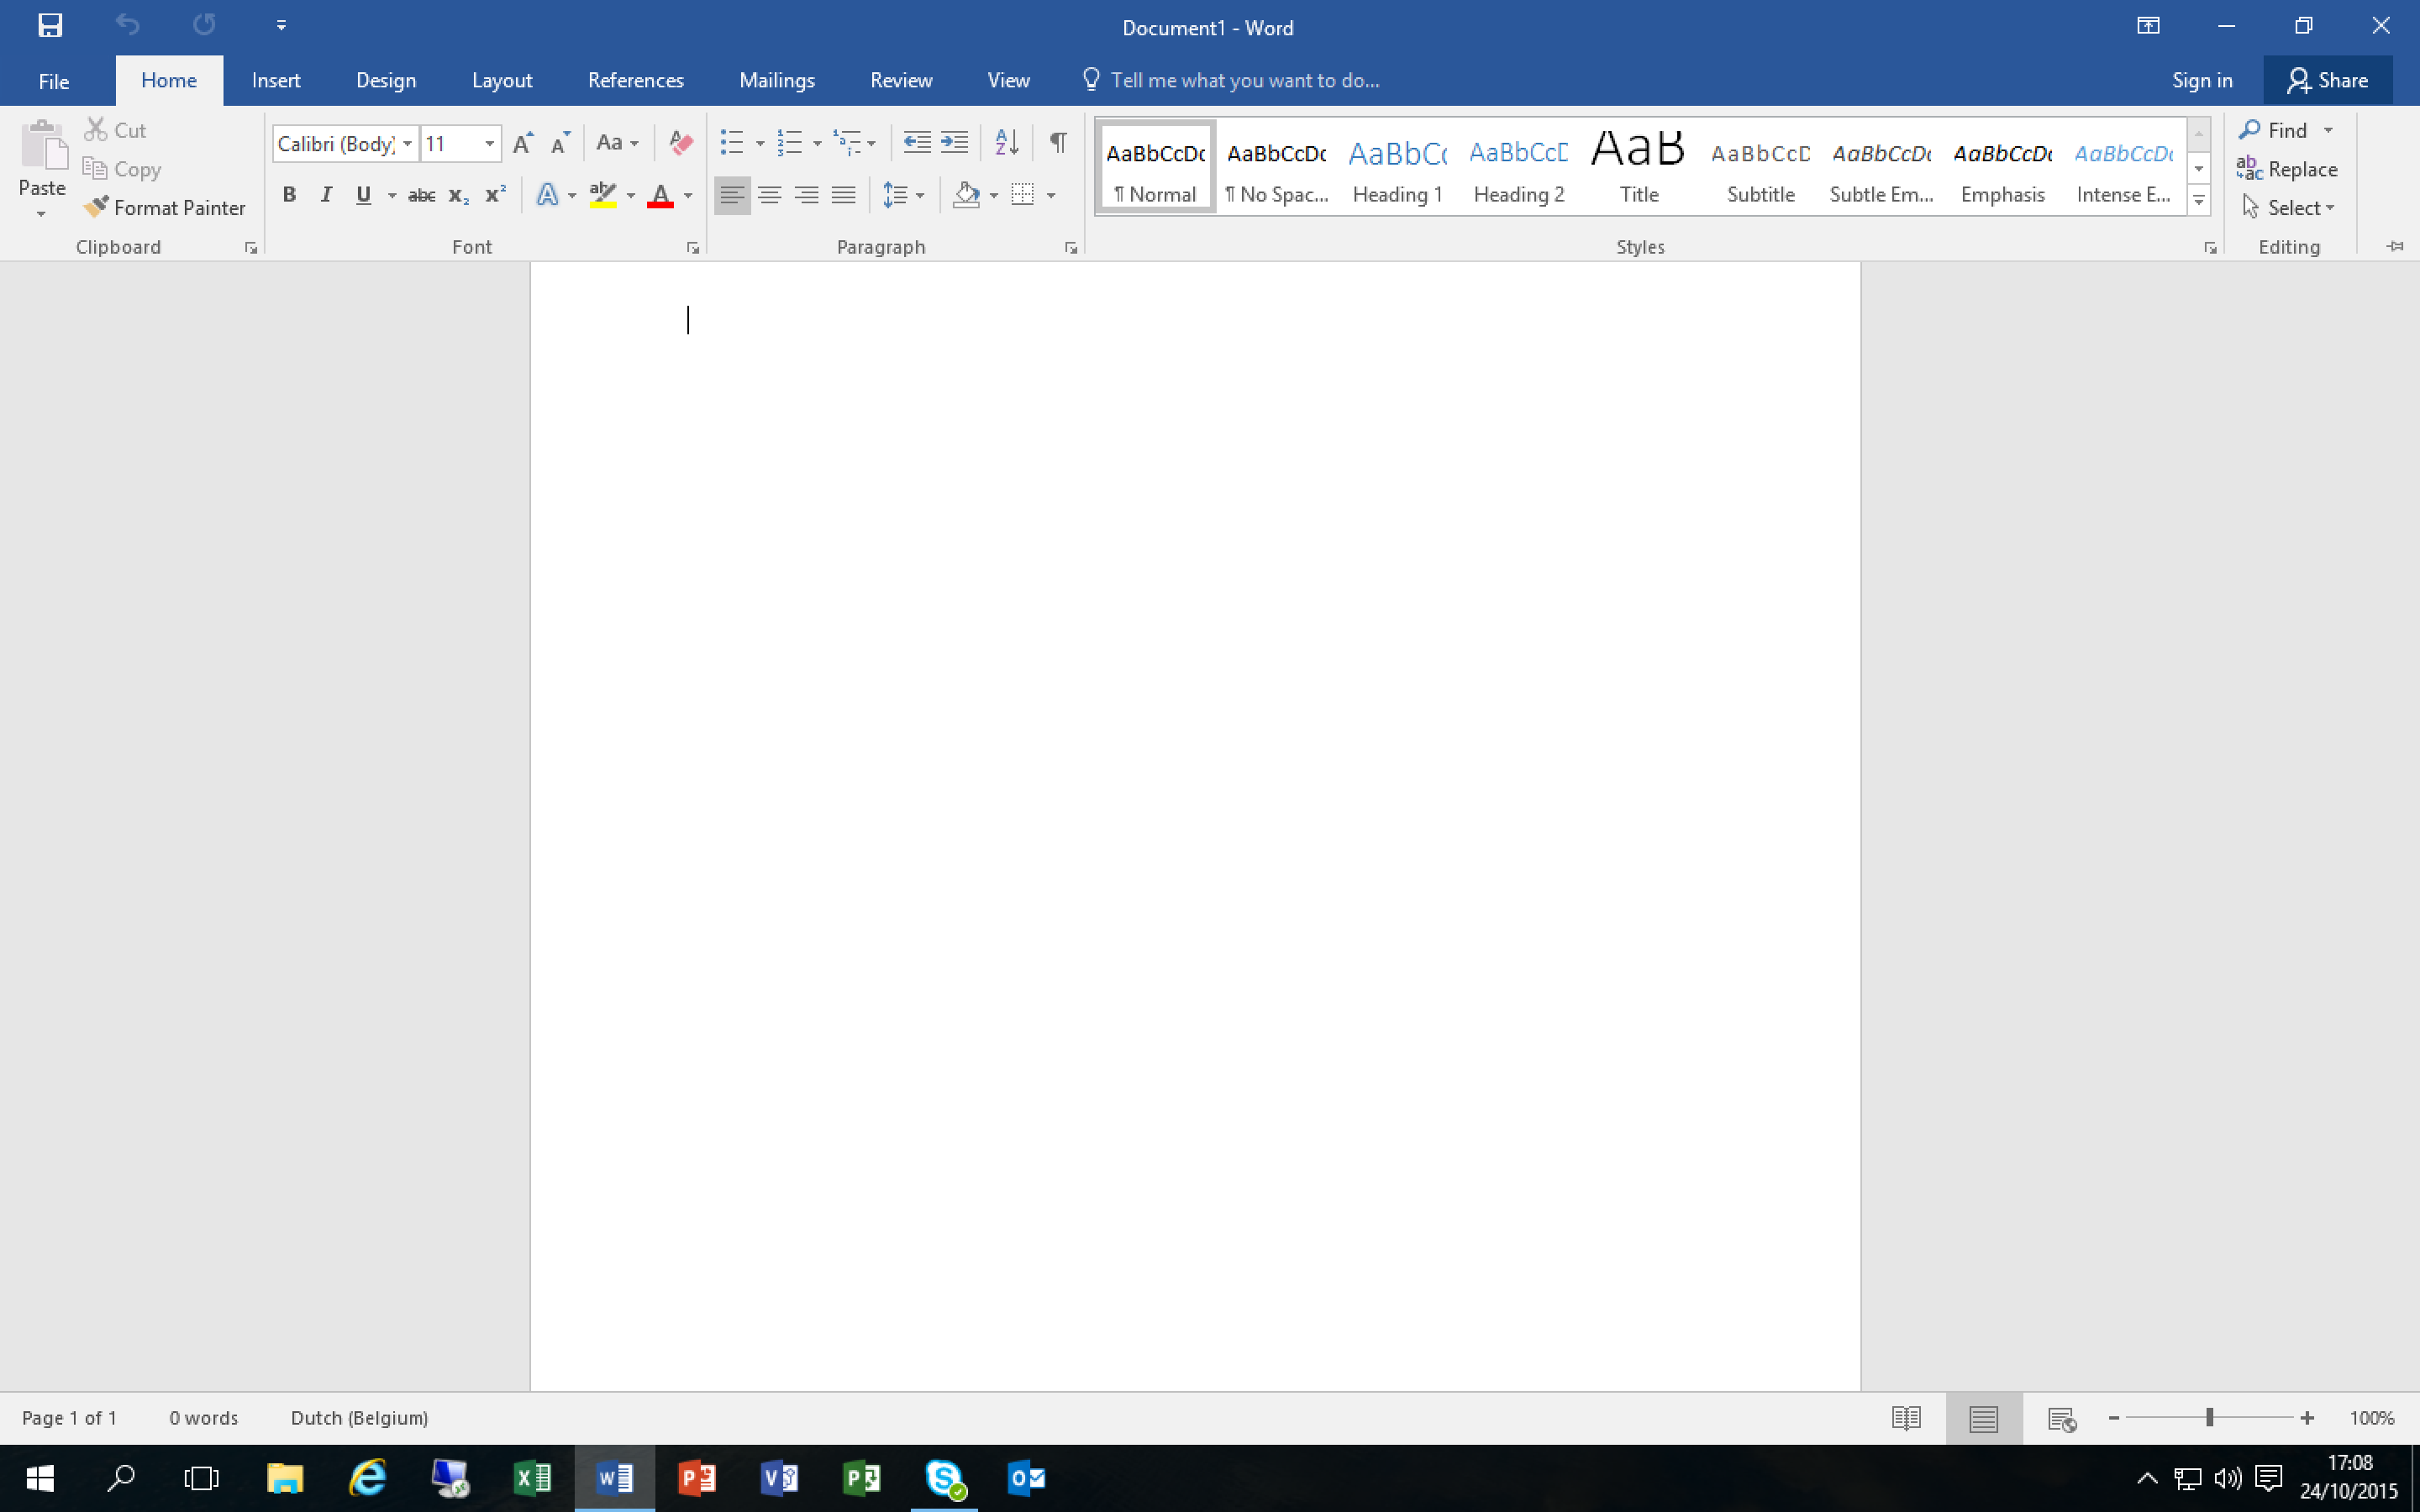 Document1 - Word
File Home Insert Design Layout References Mailings Review View Tell me what you want to do... Sign in Share
Paste
Cut
Copy
Format Painter
Clipboard
Calibri (Body) 11
Font
Paragraph
AaBbCcDc AaBbCcDc AaBbCc AaBbCcD AaB AaBbCcD AaBbCcDc AaBbCcDc AaBbCcDc
¶ Normal ¶ No Spac... Heading 1 Heading 2 Title Subtitle Subtle Em... Emphasis Intense E...
Styles
Find
Replace
Select
Editing
Page 1 of 1 0 words Dutch (Belgium) 100%
17:08
24/10/2015